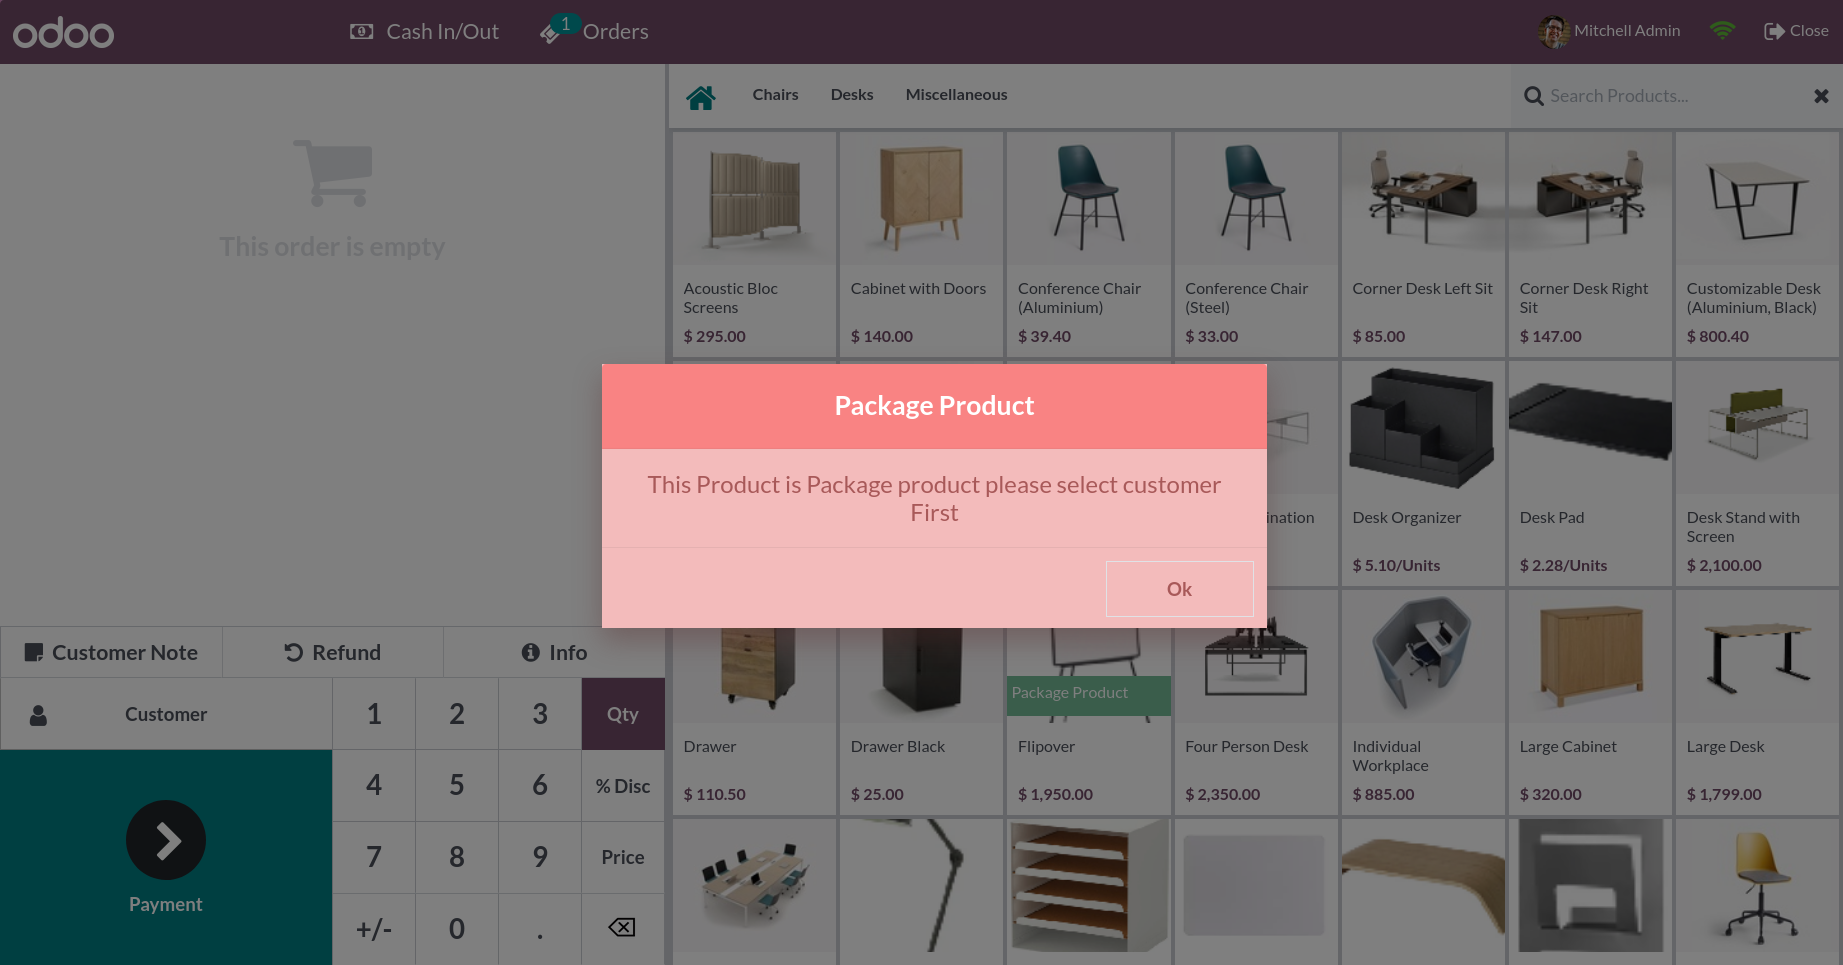 odoo
Cash In/Out
1
Orders
Mitchell Admin
Close
This order is empty
Chairs
Desks
Miscellaneous
Search Products...
Acoustic Bloc
Screens
$ 295.00
Cabinet with Doors
$ 140.00
Conference Chair
(Aluminium)
$ 39.40
Conference Chair
(Steel)
$ 33.00
Corner Desk Left Sit
$ 85.00
Corner Desk Right
Sit
$ 147.00
Customizable Desk
(Aluminium, Black)
$ 800.40
Package Product
This Product is Package product please select customer
First
Ok
Desk Organizer
$ 5.10/Units
Desk Pad
$ 2.28/Units
Desk Stand with
Screen
$ 2,100.00
Customer Note
Refund
Info
Customer
1
2
3
Qty
4
5
6
% Disc
7
8
9
Price
+/-
0
.
Payment
Drawer
$ 110.50
Drawer Black
$ 25.00
Package Product
Flipover
$ 1,950.00
Four Person Desk
$ 2,350.00
Individual
Workplace
$ 885.00
Large Cabinet
$ 320.00
Large Desk
$ 1,799.00